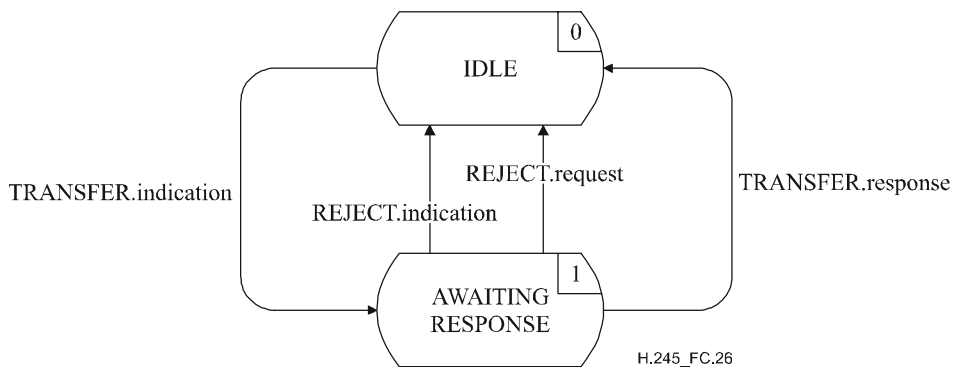 0
IDLE
TRANSFER.indication
REJECT.request
TRANSFER.response
REJECT.indication
1
AWAITING
RESPONSE
H.245_FC.26